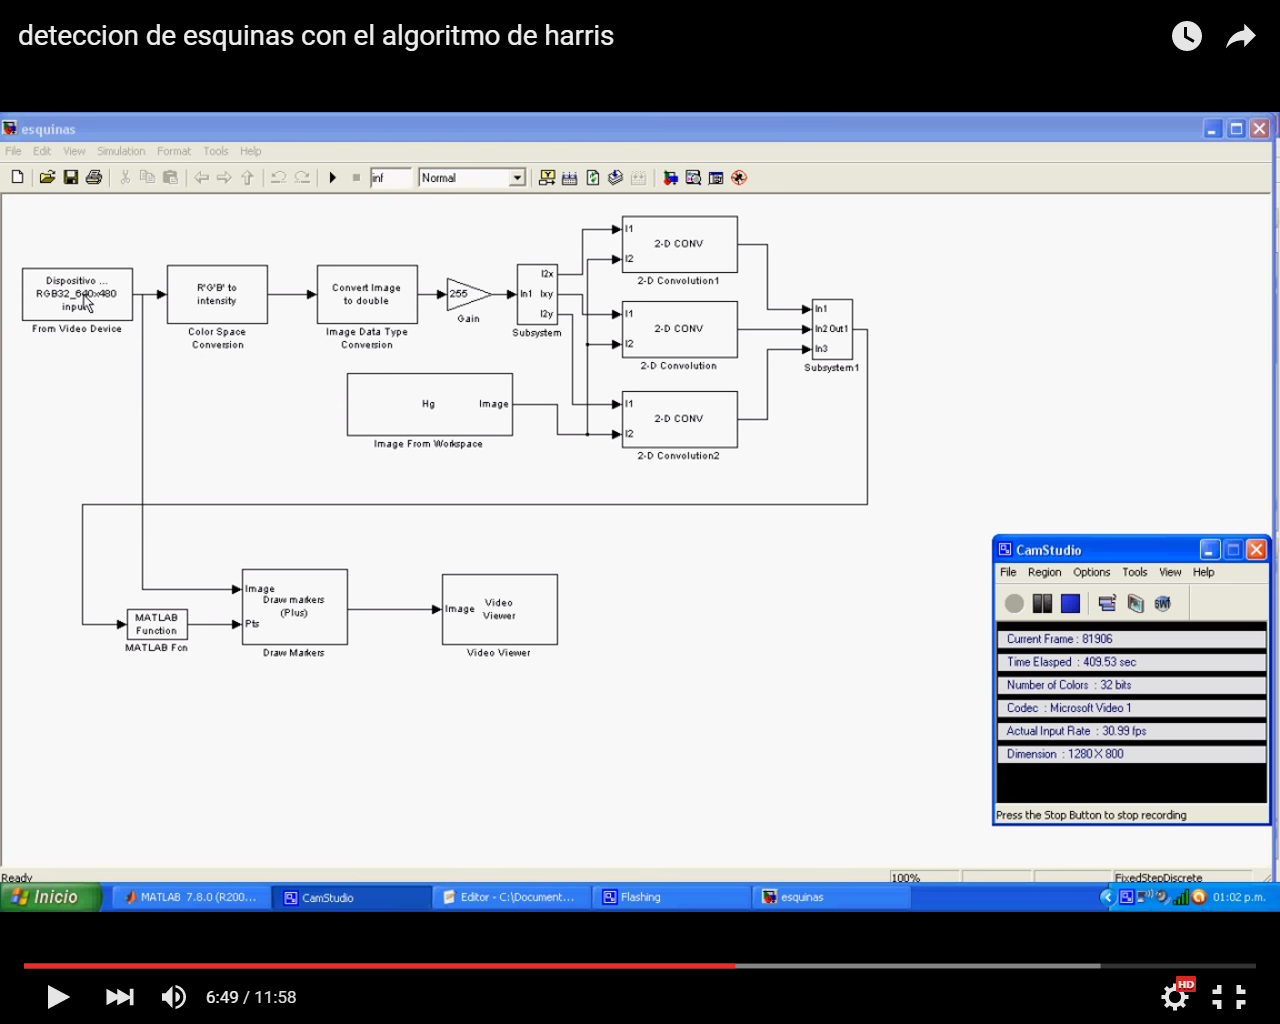 deteccion de esquinas con el algoritmo de harris
esquinas
File Edit View Simulation Format Tools Help
inf Normal
Dispositivo ...
RGB32_640x480
input
From Video Device
R'G'B' to
intensity
Color Space
Conversion
Convert Image
to double
Image Data Type
Conversion
255
Gain
In1 I2x Ixy I2y
Subsystem
I1 I2 2-D CONV
2-D Convolution1
I1 I2 2-D CONV
2-D Convolution
I1 I2 2-D CONV
2-D Convolution2
In1
In2 Out1
In3
Subsystem1
Hg Image
Image From Workspace
Image
Draw markers
(Plus)
Pts
Draw Markers
MATLAB
Function
MATLAB Fcn
Image
Video
Viewer
Video Viewer
CamStudio
File Region Options Tools View Help
Current Frame : 81906
Time Elasped : 409.53 sec
Number of Colors : 32 bits
Codec : Microsoft Video 1
Actual Input Rate : 30.99 fps
Dimension : 1280 X 800
Press the Stop Button to stop recording
Ready 100% FixedStepDiscrete
Inicio MATLAB 7.8.0 (R200... CamStudio Editor - C:\Document... Flashing esquinas 01:02 p.m.
6:49 / 11:58 HD